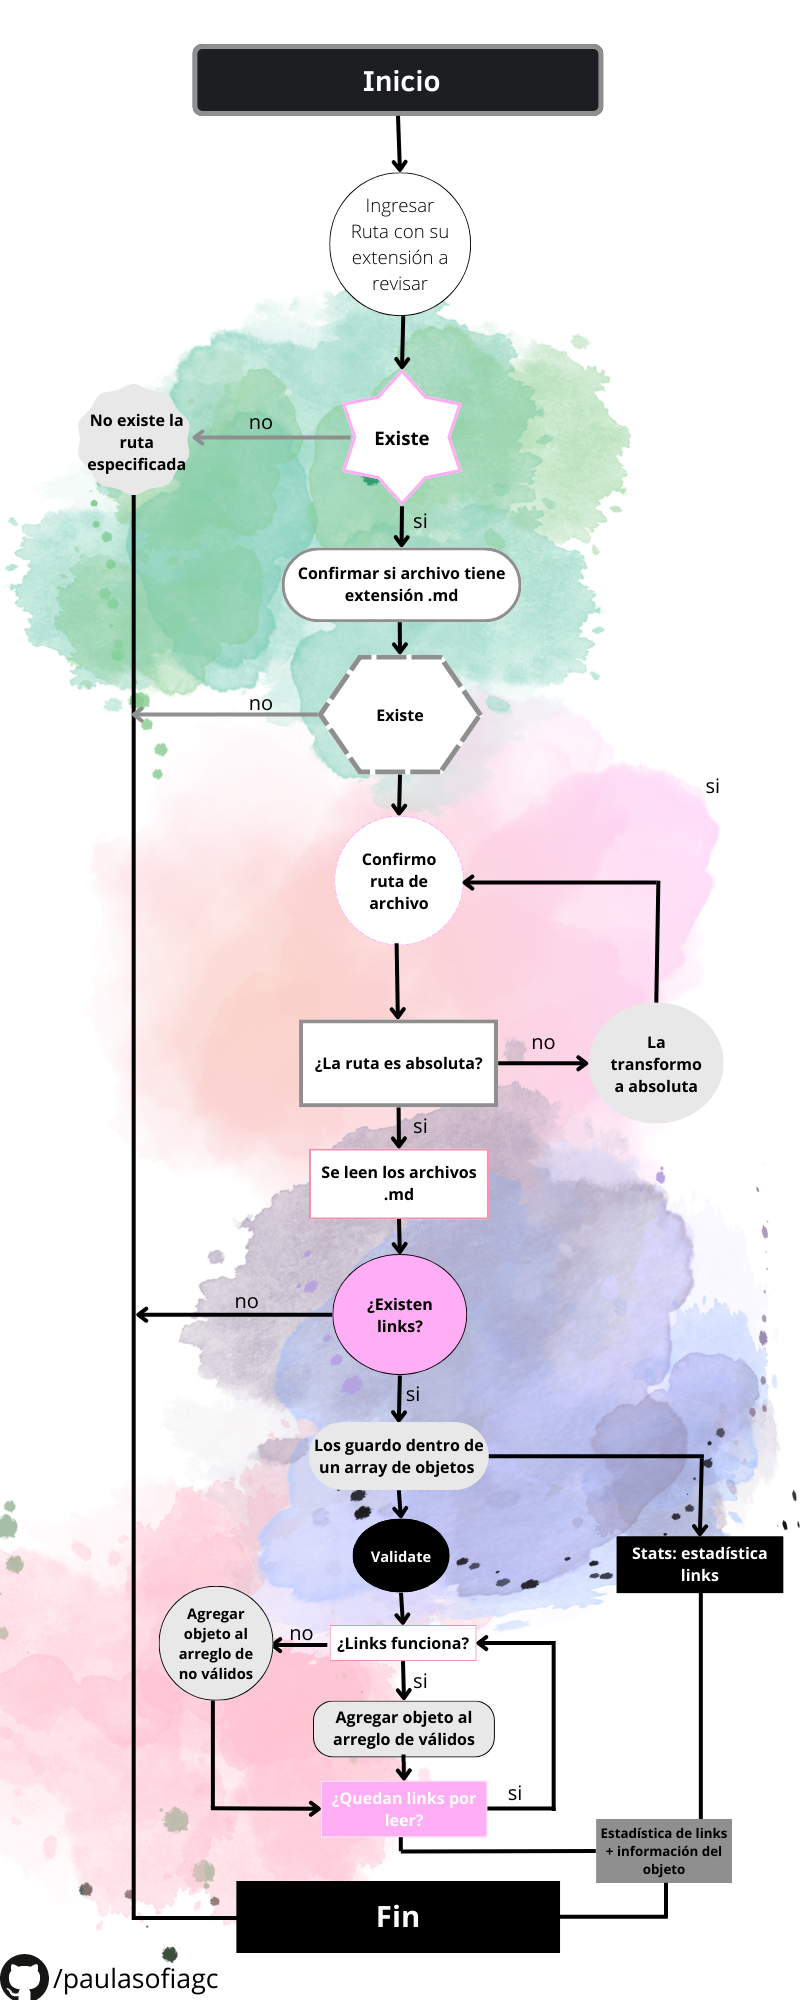 Inicio
Ingresar
Ruta con su
extensión a
revisar
Existe
no
No existe la
ruta
especificada
si
Confirmar si archivo tiene
extensión .md
Existe
no
si
Confirmo
ruta de
archivo
¿La ruta es absoluta?
no
La
transformo
a absoluta
si
Se leen los archivos
.md
¿Existen
links?
no
si
Los guardo dentro de
un array de objetos
Validate
Stats: estadística
links
¿Links funciona?
no
Agregar
objeto al
arreglo de
no válidos
si
Agregar objeto al
arreglo de válidos
¿Quedan links por
leer?
si
Estadística de links
+ información del
objeto
Fin
/paulasofiagc